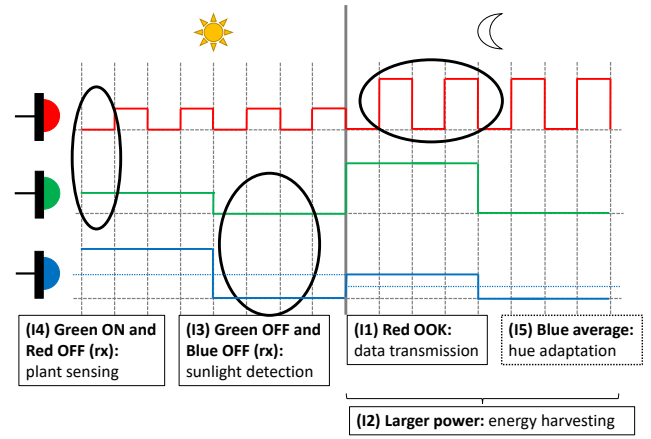 (I4) Green ON and
Red OFF (rx):
plant sensing
(I3) Green OFF and
Blue OFF (rx):
sunlight detection
(I1) Red OOK:
data transmission
(I5) Blue average:
hue adaptation
(I2) Larger power: energy harvesting